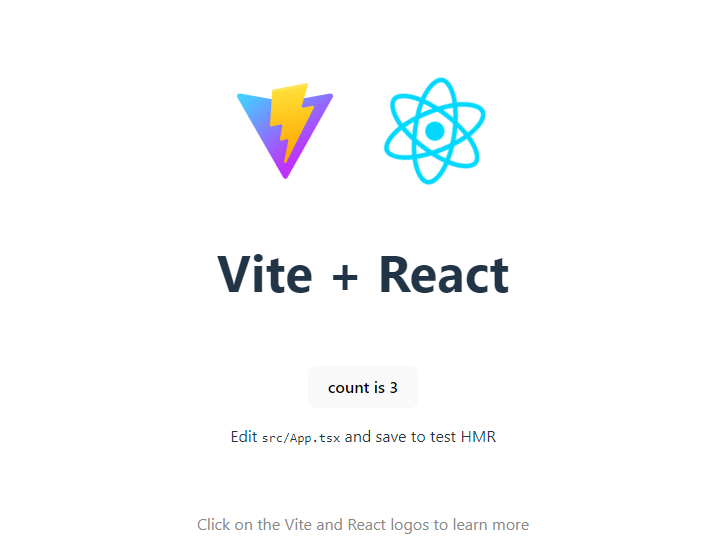 Vite + React
count is 3
Edit src/App.tsx and save to test HMR
Click on the Vite and React logos to learn more